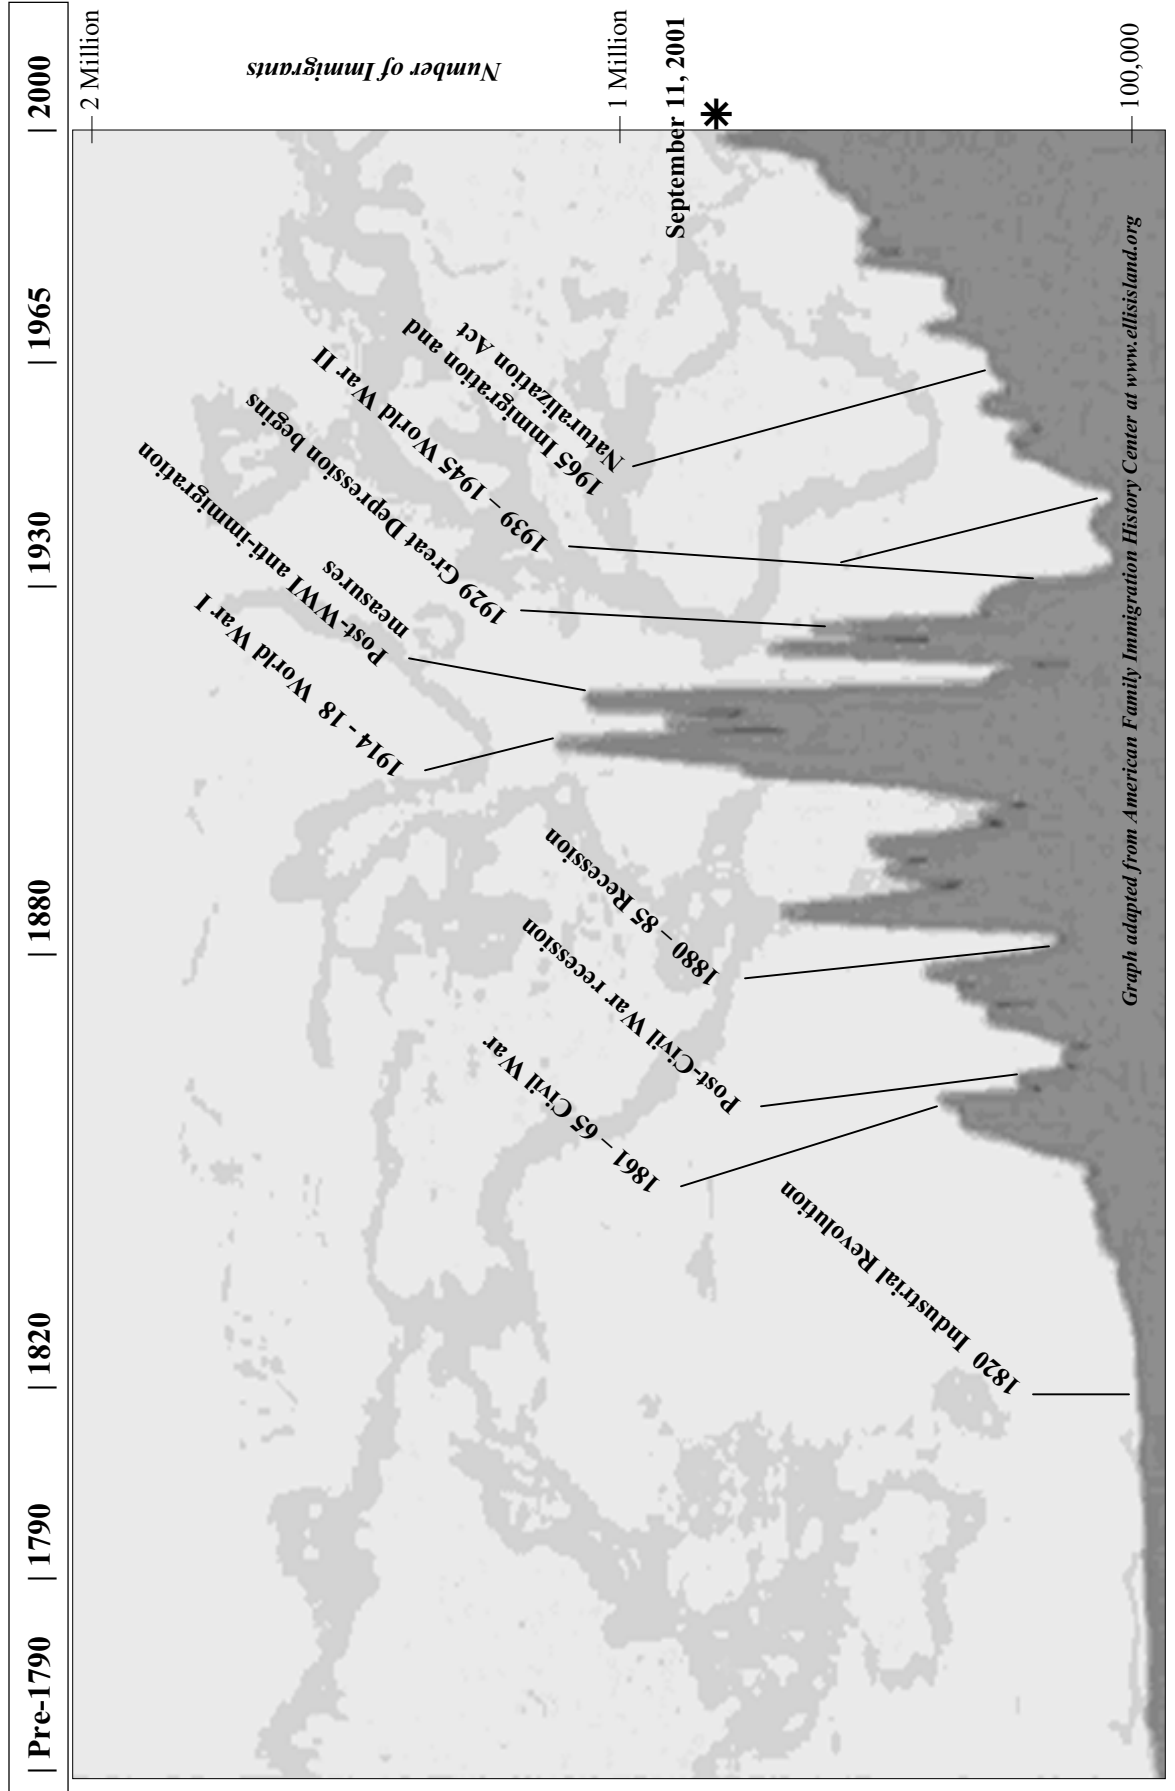 | Pre-1790
| 1790
| 1820
| 1880
| 1930
| 1965
| 2000
2 Million
Number of Immigrants
1 Million
September 11, 2001
*
100,000
1820 Industrial Revolution
1861 – 65 Civil War
Post-Civil War recession
1880 – 85 Recession
1914 - 18 World War I
Post-WWI anti-immigration
measures
1929 Great Depression begins
1939 – 1945 World War II
1965 Immigration and
Naturalization Act
Graph adapted from American Family Immigration History Center at www.ellisisland.org